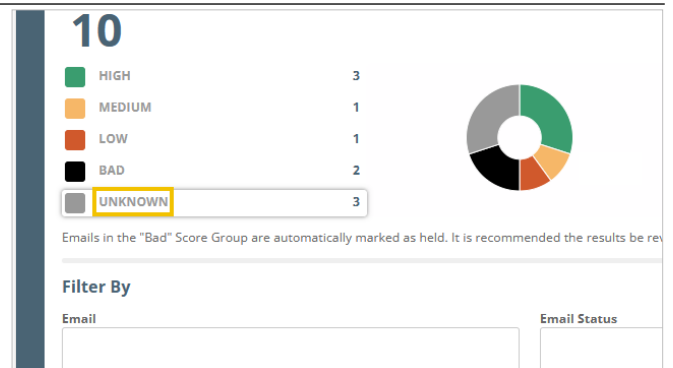 10
HIGH 3
MEDIUM 1
LOW 1
BAD 2
UNKNOWN 3
Emails in the "Bad" Score Group are automatically marked as held. It is recommended the results be
Filter By
Email Email Status